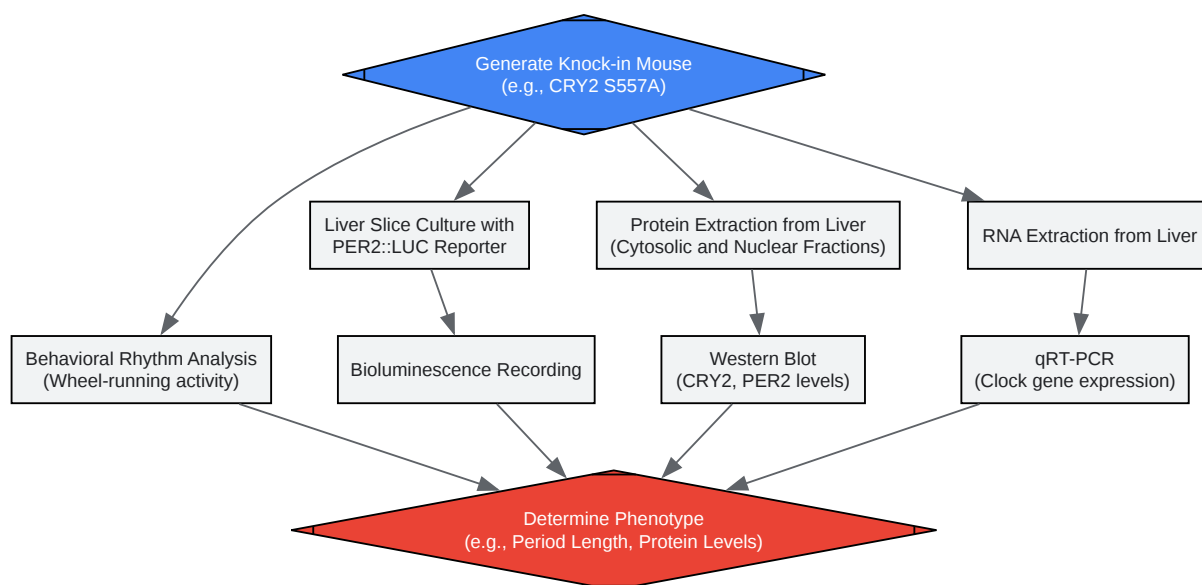 Generate Knock-in Mouse
(e.g., CRY2 S557A)
Liver Slice Culture with
PER2::LUC Reporter
Protein Extraction from Liver
(Cytosolic and Nuclear Fractions)
RNA Extraction from Liver
Behavioral Rhythm Analysis
(Wheel-running activity)
Bioluminescence Recording
Western Blot
(CRY2, PER2 levels)
qRT-PCR
(Clock gene expression)
Determine Phenotype
(e.g., Period Length, Protein Levels)